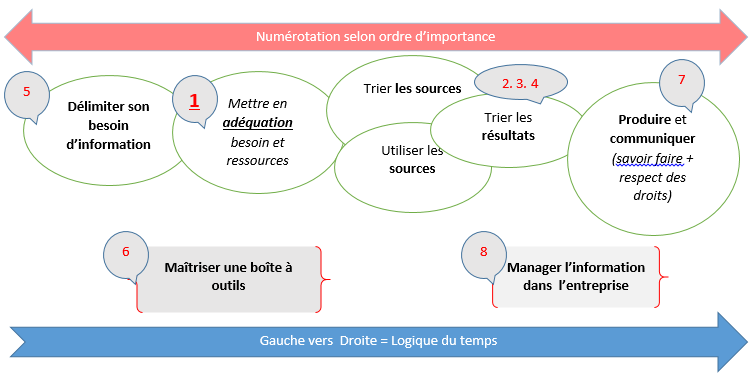 Numérotation selon ordre d'importance
5
Délimiter son
besoin
d'information
1
Mettre en
adéquation
besoin et
ressources
Trier les sources
Utiliser les
sources
2. 3. 4
Trier les
résultats
7
Produire et
communiquer
(savoir faire +
respect des
droits)
6
Maîtriser une boîte à
outils
8
Manager l'information
dans l'entreprise
Gauche vers Droite = Logique du temps